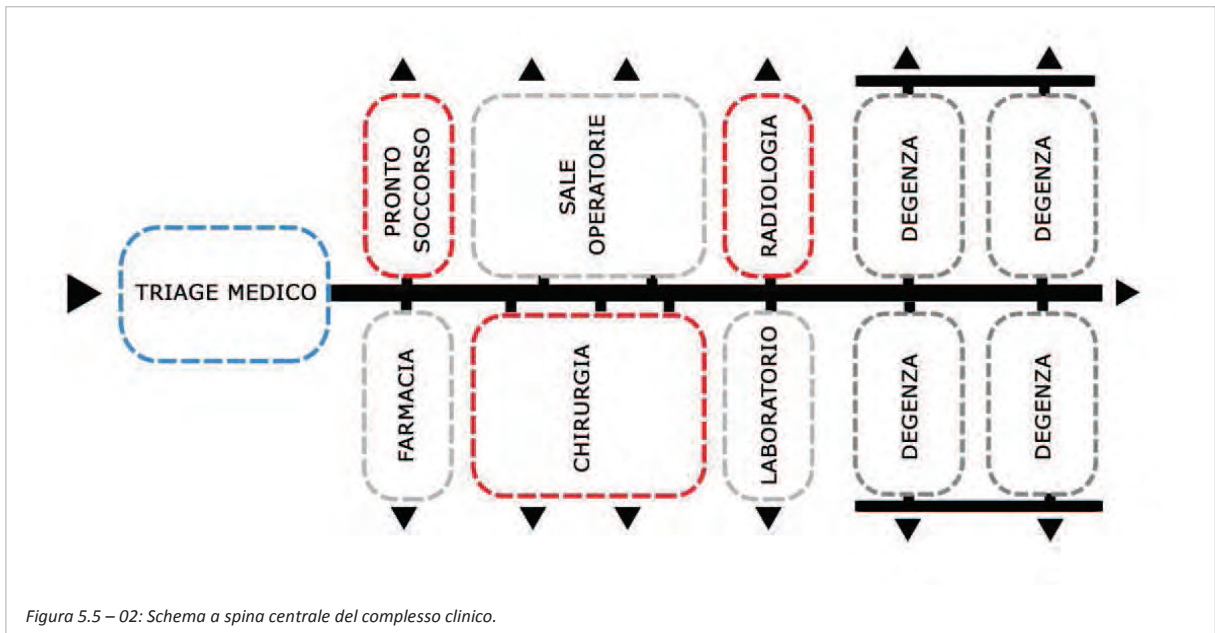 PRONTO
SOCCORSO
SALE
OPERATORIE
RADIOLOGIA
DEGENZA
DEGENZA
TRIAGE MEDICO
FARMACIA
CHIRURGIA
LABORATORIO
DEGENZA
DEGENZA
Figura 5.5 – 02: Schema a spina centrale del complesso clinico.